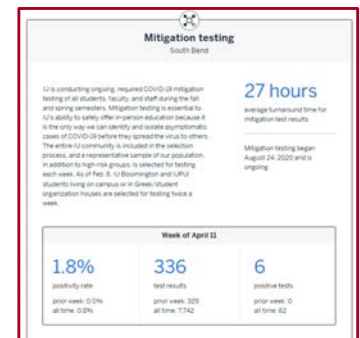 Mitigation testing
South Bend
IU is conducting ongoing, required COVID-19 mitigation
testing of all students, faculty, and staff during the fall
and spring semesters. Mitigation testing is essential to
IU's ability to safely offer in-person education because it
is the only way we can identify and isolate asymptomatic
cases of COVID-19 before they spread the virus to others.
The entire IU community is included in the selection
process, and a representative sample of our population,
in addition to high-risk groups, is selected for testing
each week. As of Feb. 8, IU Bloomington and IUPUI
students living on campus or in Greek/student
organization houses are selected for testing twice a
week.
27 hours
average turnaround time for
mitigation test results
Mitigation testing began
August 24, 2020 and is
ongoing.
Week of April 11
1.8%
positivity rate
prior week: 0.0%
all time: 0.8%
336
test results
prior week: 329
all time: 7,742
6
positive tests
prior week: 0
all time: 62